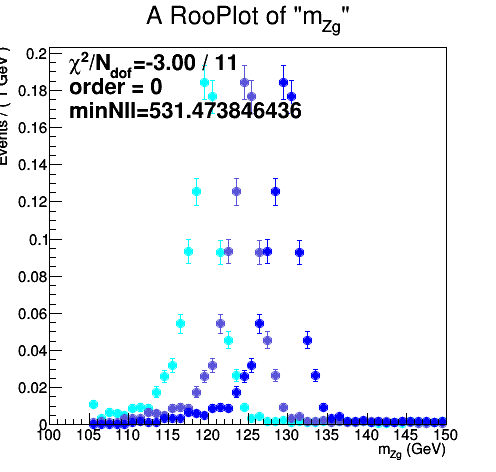 A RooPlot of "m_Zg"
χ²/N_dof=-3.00 / 11
order = 0
minNll=531.473846436
Events / ( 1 GeV )
0.2
0.18
0.16
0.14
0.12
0.1
0.08
0.06
0.04
0.02
0
100 105 110 115 120 125 130 135 140 145 150
m_Zg (GeV)